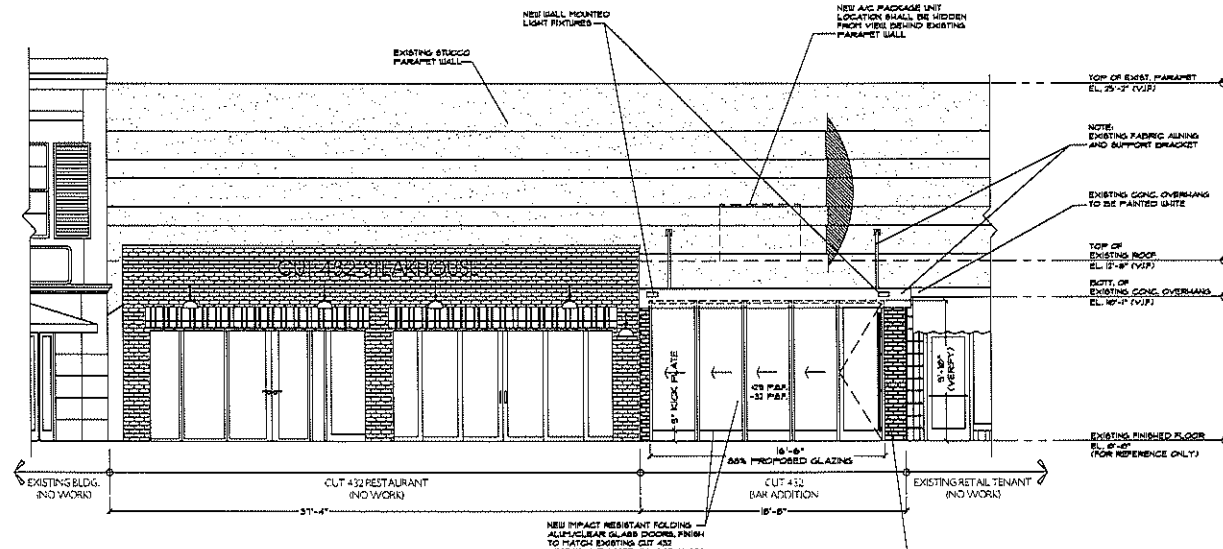 NEW WALL MOUNTED
LIGHT FIXTURES
NEW A/C PACKAGE UNIT
LOCATION SHALL BE HIDDEN
FROM VIEW BEHIND EXISTING
PARAPET WALL
EXISTING STUCCO
PARAPET WALL
TOP OF EXIST. PARAPET
EL. 25'-2" (V.I.F.)
NOTE:
EXISTING FABRIC AWNING
AND SUPPORT BRACKET
EXISTING CONC. OVERHANG
TO BE PAINTED WHITE
TOP OF
EXISTING ROOF
(V.I.F.)
BOTT. OF
EXISTING CONC. OVERHANG
(V.I.F.)
CUT 432 STEAKHOUSE
KICK PLATE
P.S.F.
P.S.F.
(VERIFY)
EXISTING FINISHED FLOOR
(FOR REFERENCE ONLY)
PROPOSED GLAZING
EXISTING BLDG.
(NO WORK)
CUT 432 RESTAURANT
(NO WORK)
CUT 432
BAR ADDITION
EXISTING RETAIL TENANT
(NO WORK)
NEW IMPACT RESISTANT FOLDING
ALUM/CLEAR GLASS DOORS, FINISH
TO MATCH EXISTING CUT 432